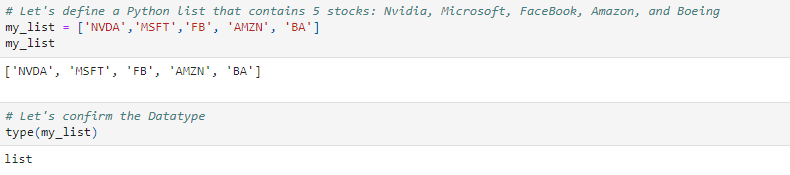 # Let's define a Python list that contains 5 stocks: Nvidia, Microsoft, FaceBook, Amazon, and Boeing
my_list = ['NVDA','MSFT','FB', 'AMZN', 'BA']
my_list
['NVDA', 'MSFT', 'FB', 'AMZN', 'BA']
# Let's confirm the Datatype
type(my_list)
list